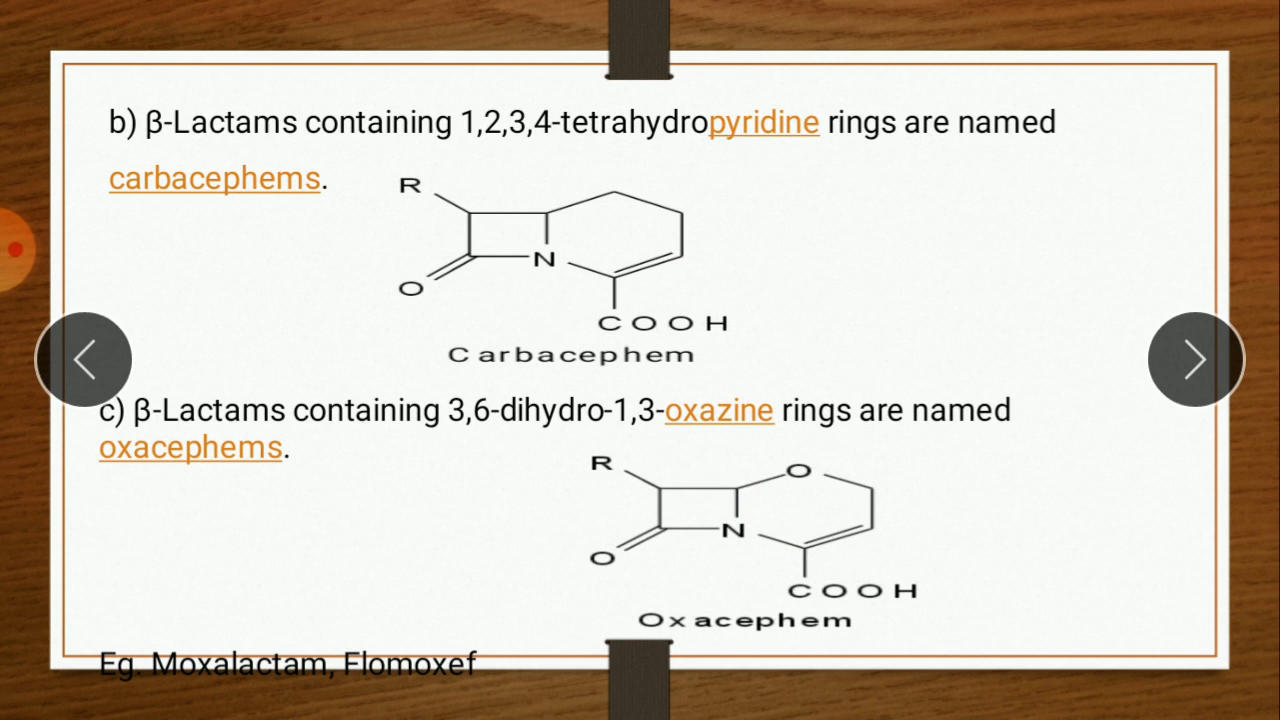 b) β-Lactams containing 1,2,3,4-tetrahydropyridine rings are named
carbacephems.
R
N
O
COOH
Carbacephem
c) β-Lactams containing 3,6-dihydro-1,3-oxazine rings are named
oxacephems.
R
O
N
O
COOH
Oxacephem
Eg. Moxalactam, Flomoxef